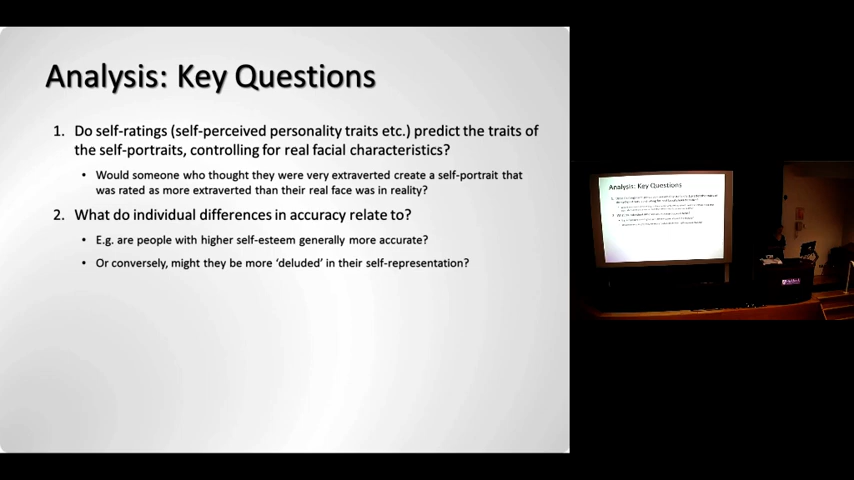 Analysis: Key Questions
1. Do self-ratings (self-perceived personality traits etc.) predict the traits of
the self-portraits, controlling for real facial characteristics?
• Would someone who thought they were very extraverted create a self-portrait that
was rated as more extraverted than their real face was in reality?
2. What do individual differences in accuracy relate to?
• E.g. are people with higher self-esteem generally more accurate?
• Or conversely, might they be more 'deluded' in their self-representation?
Analysis: Key Questions